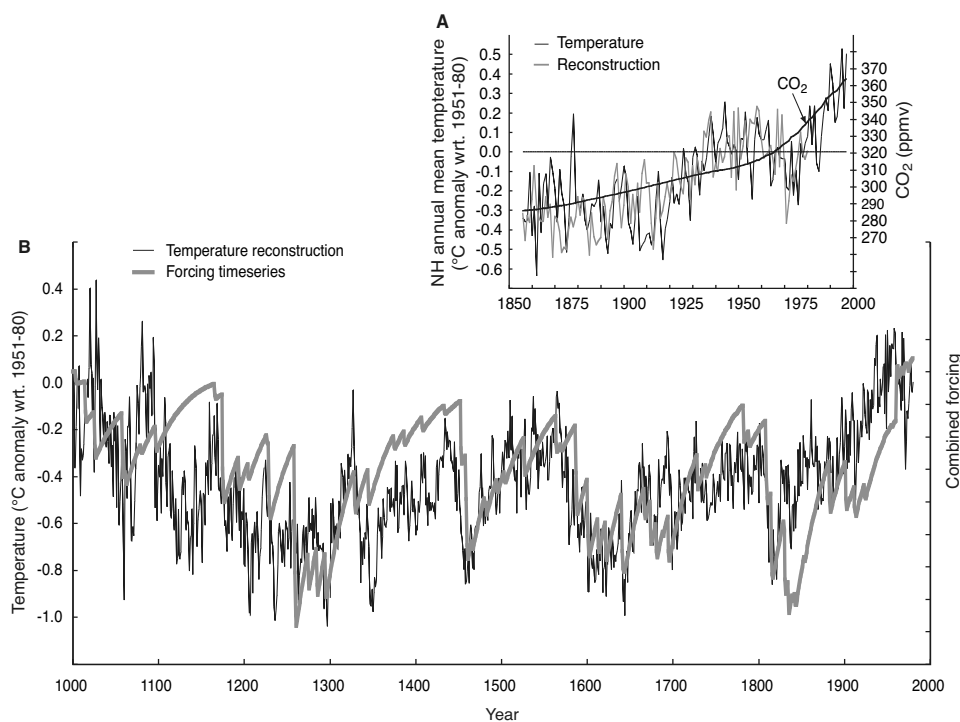 A
Temperature
Reconstruction
NH annual mean tempterature
(°C anomaly wrt. 1951-80)
0.5
0.4
0.3
0.2
0.1
0.0
-0.1
-0.2
-0.3
-0.4
-0.5
-0.6
CO2
370
360
350
340
330
320
310
300
290
280
270
CO2 (ppmv)
1850 1875 1900 1925 1950 1975 2000
B
Temperature reconstruction
Forcing timeseries
Temperature (°C anomaly wrt. 1951-80)
0.4
0.2
0.0
-0.2
-0.4
-0.6
-0.8
-1.0
Combined forcing
1000 1100 1200 1300 1400 1500 1600 1700 1800 1900 2000
Year